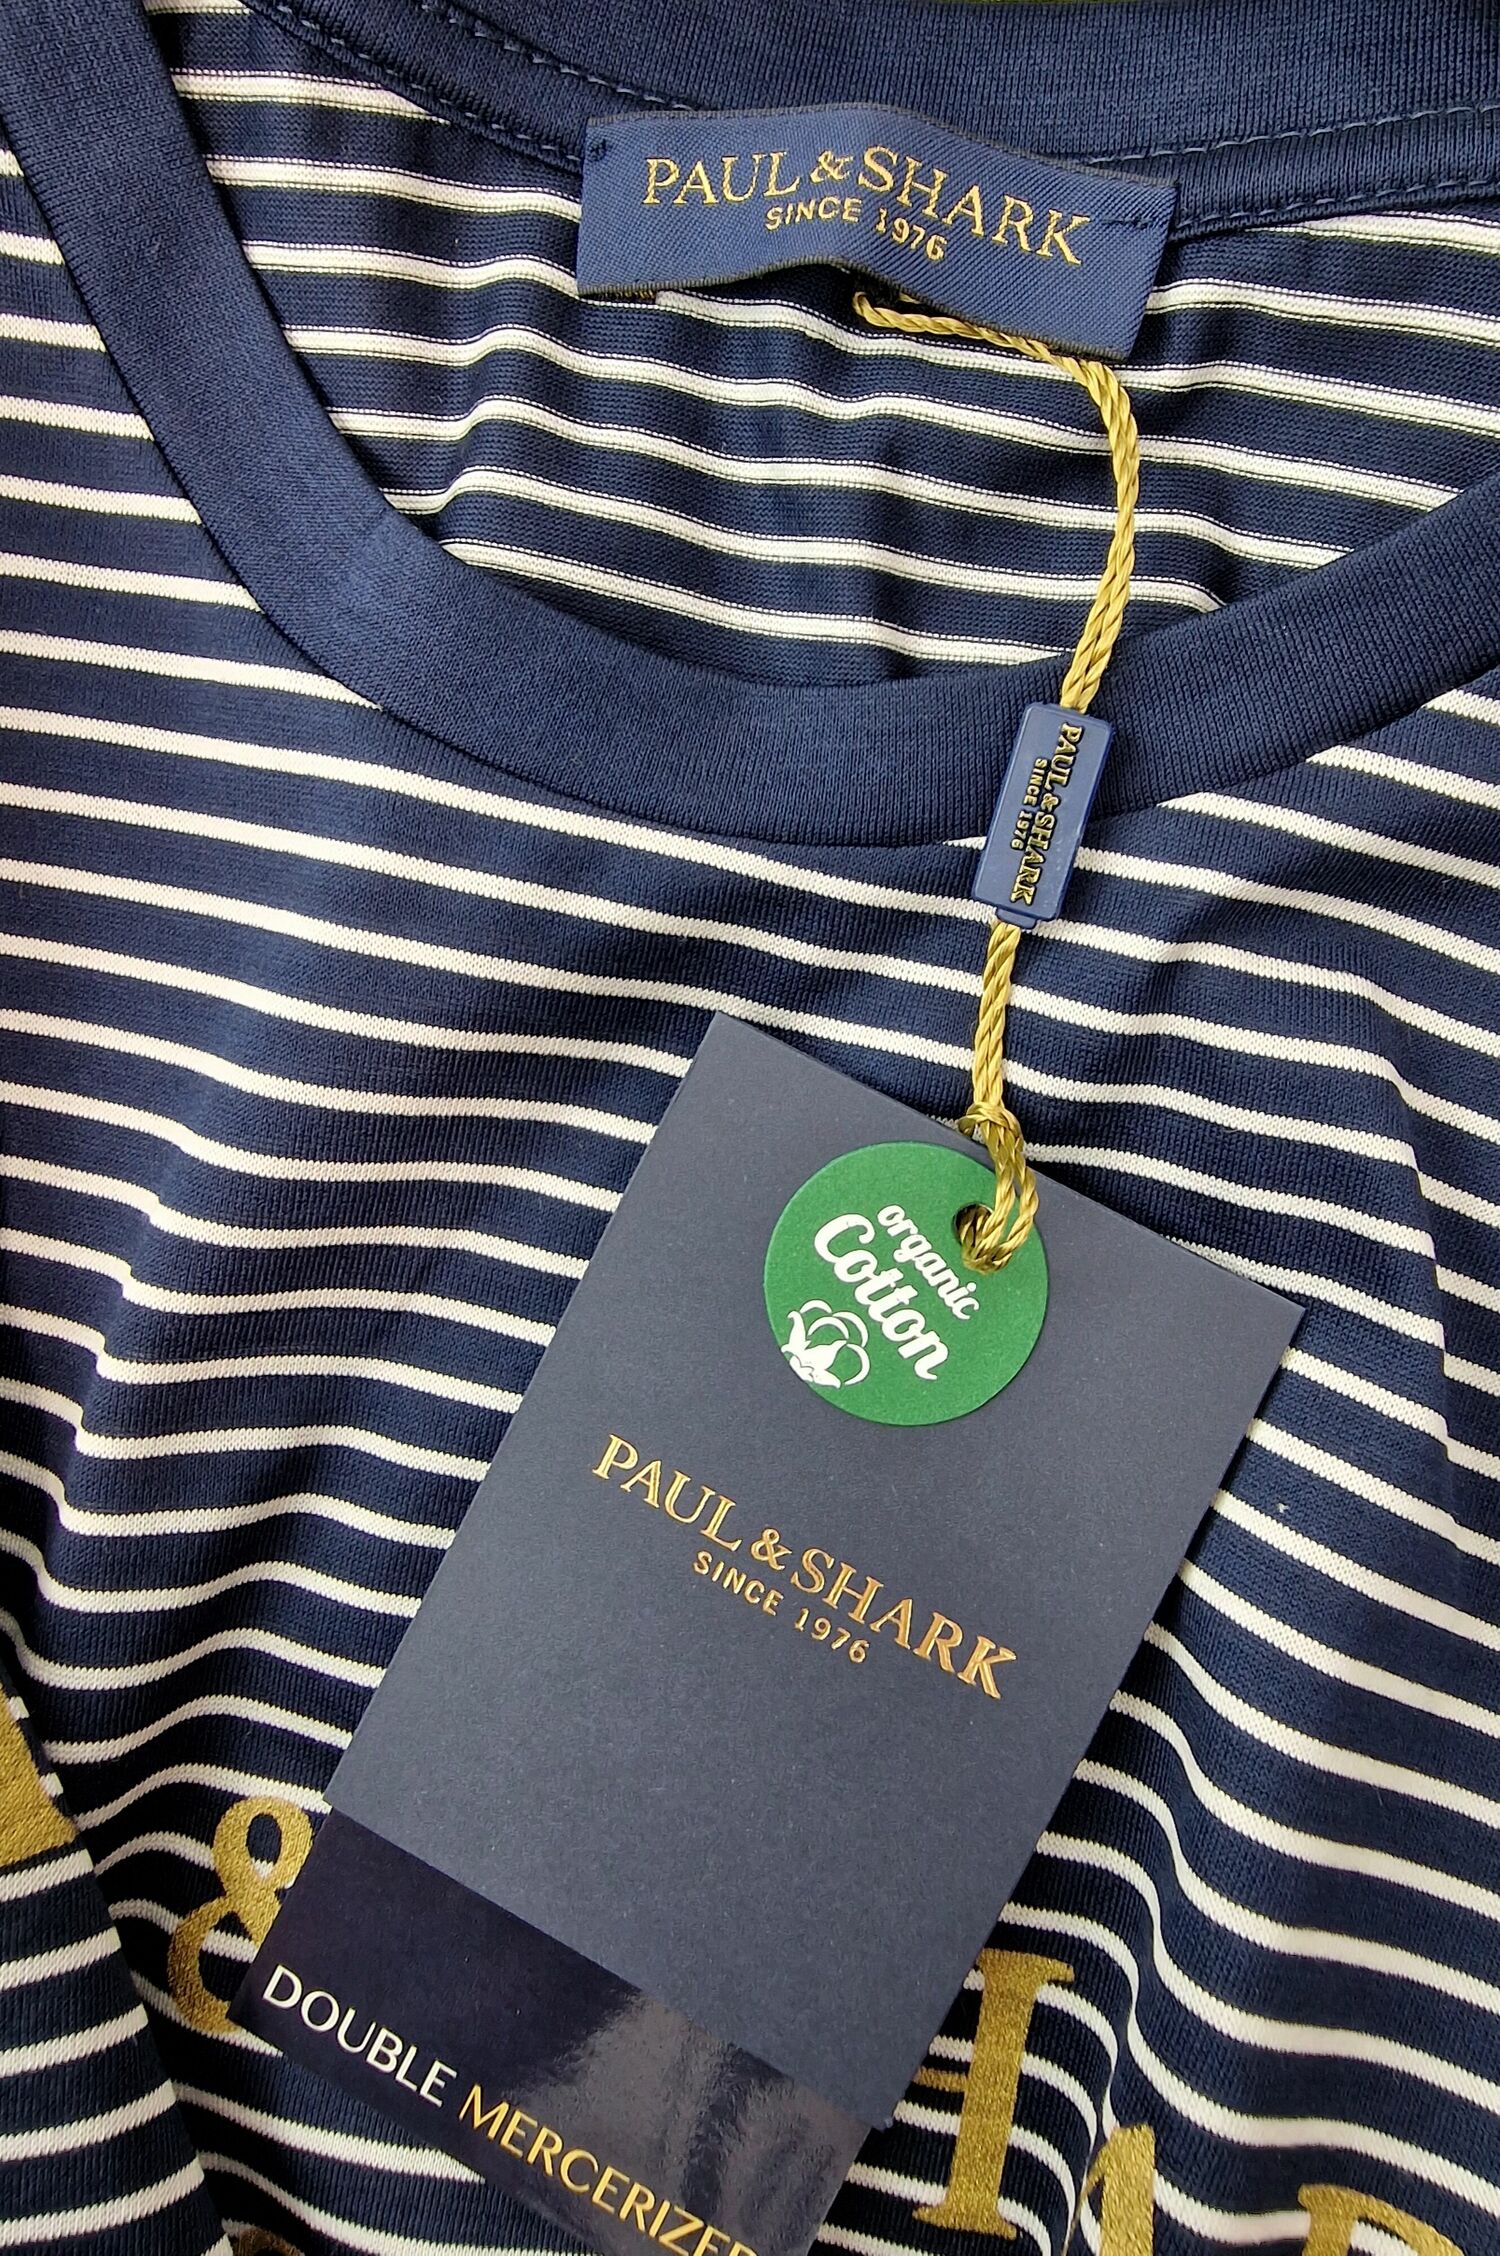 PAUL & SHARK
SINCE 1976
PAUL & SHARK
SINCE 1976
organic
Cotton
PAUL & SHARK
SINCE 1976
DOUBLE MERCERIZED
&